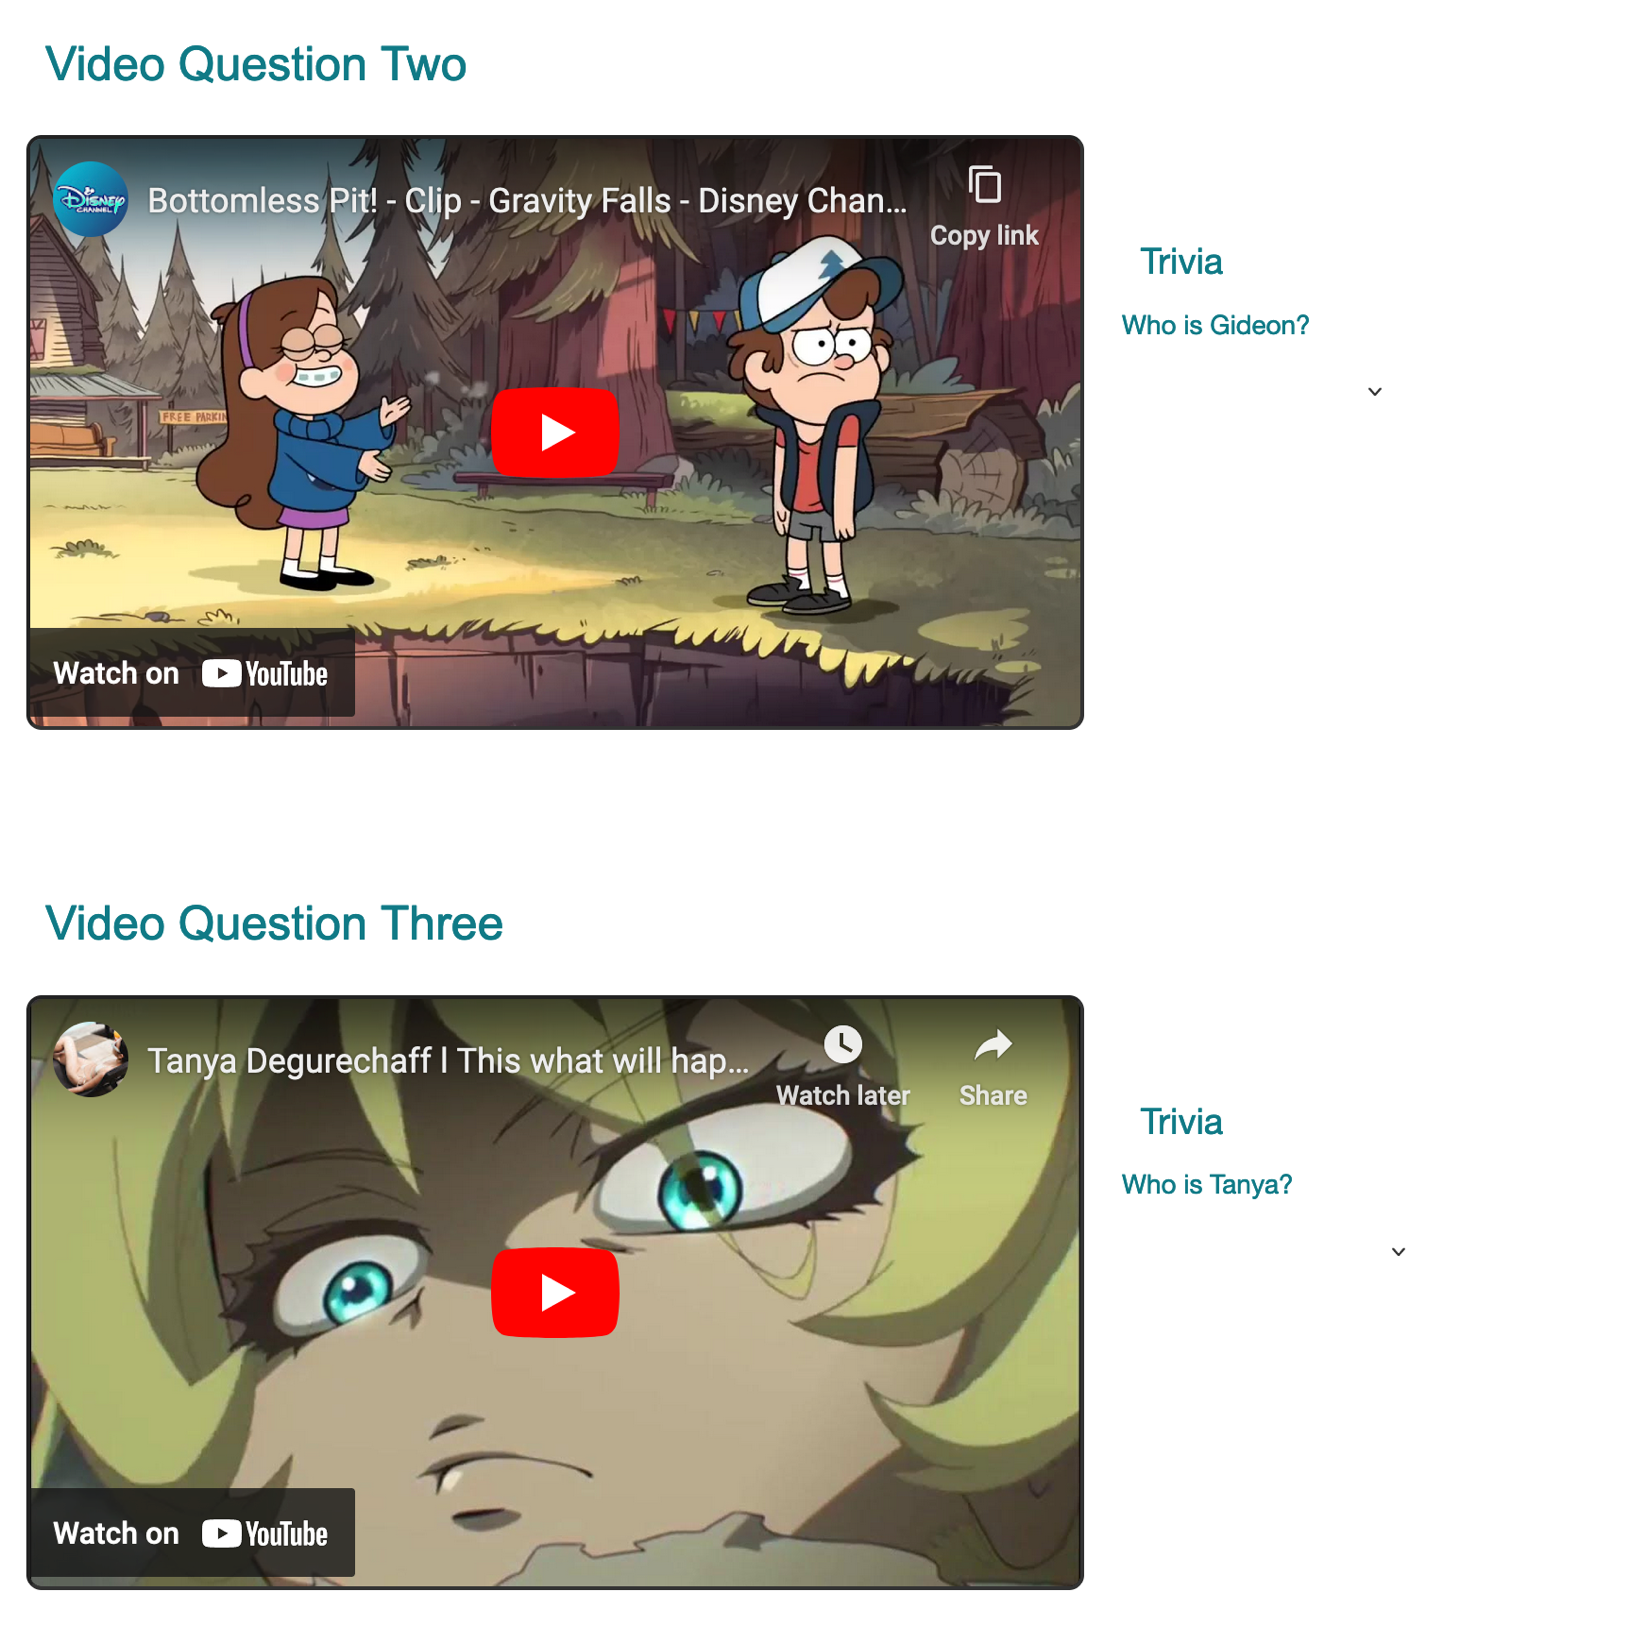 Video Question Two
Disney
CHANNEL
Bottomless Pit! - Clip - Gravity Falls - Disney Chan...
Copy link
Trivia
Who is Gideon?
FREE PARKIN
Watch on YouTube
Video Question Three
Tanya Degurechaff l This what will hap...
Watch later
Share
Trivia
Who is Tanya?
Watch on YouTube